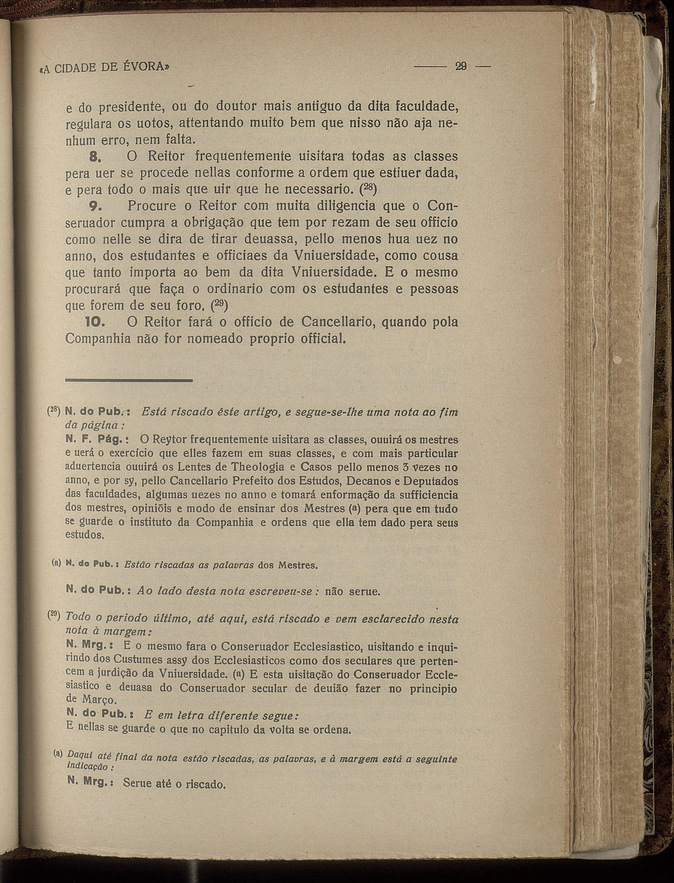 «A CIDADE DE ÉVORA» —— 29 —
e do presidente, ou do doutor mais antiguo da dita faculdade,
regulara os uotos, attentando muito bem que nisso não aja ne-
nhum erro, nem falta.
8. O Reitor frequentemente uisitara todas as classes
pera uer se procede nellas conforme a ordem que estiuer dada,
e pera todo o mais que uir que he necessario. (28)
9. Procure o Reitor com muita diligencia que o Con-
seruador cumpra a obrigação que tem por rezam de seu officio
como nelle se dira de tirar deuassa, pello menos hua uez no
anno, dos estudantes e officiaes da Vniuersidade, como cousa
que tanto importa ao bem da dita Vniuersidade. E o mesmo
procurará que faça o ordinario com os estudantes e pessoas
que forem de seu foro. (29)
10. O Reitor fará o officio de Cancellario, quando pola
Companhia não for nomeado proprio official.
(28) N. do Pub.: Está riscado êste artigo, e segue-se-lhe uma nota ao fim
da página :
N. F. Pág.: O Reytor frequentemente uisitara as classes, ouuirá os mestres
e uerá o exercício que elles fazem em suas classes, e com mais particular
aduertencia ouuirá os Lentes de Theologia e Casos pello menos 3 vezes no
anno, e por sy, pello Cancellario Prefeito dos Estudos, Decanos e Deputados
das faculdades, algumas uezes no anno e tomará enformação da sufficiencia
dos mestres, opiniõis e modo de ensinar dos Mestres (a) pera que em tudo
se guarde o instituto da Companhia e ordens que ella tem dado pera seus
estudos.
(a) N. do Pub.: Estão riscadas as palavras dos Mestres.
N. do Pub.: Ao lado desta nota escreveu-se : não serue.
(29) Todo o período último, até aqui, está riscado e vem esclarecido nesta
nota à margem :
N. Mrg.: E o mesmo fara o Conseruador Ecclesiastico, uisitando e inqui-
rindo dos Custumes assy dos Ecclesiasticos como dos seculares que perten-
cem a jurdição da Vniuersidade. (a) E esta uisitação do Conseruador Eccle-
siastico e deuasa do Conseruador secular de deuião fazer no principio
de Março.
N. do Pub.: E em letra diferente segue :
E nellas se guarde o que no capitulo da volta se ordena.
(a) Daqui até final da nota estão riscadas, as palavras, e à margem está a seguinte
indicação :
N. Mrg.: Serue até o riscado.